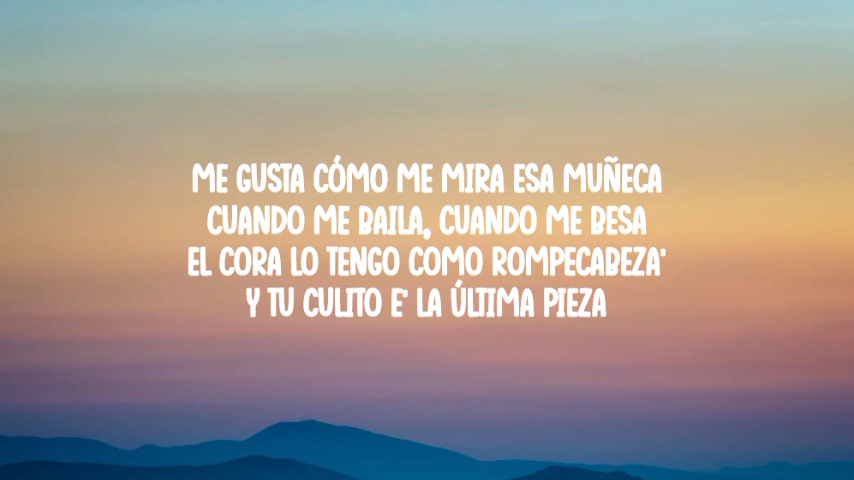 ME GUSTA CÓMO ME MIRA ESA MUÑECA
CUANDO ME BAILA, CUANDO ME BESA
EL CORA LO TENGO COMO ROMPECABEZA'
Y TU CULITO E' LA ÚLTIMA PIEZA